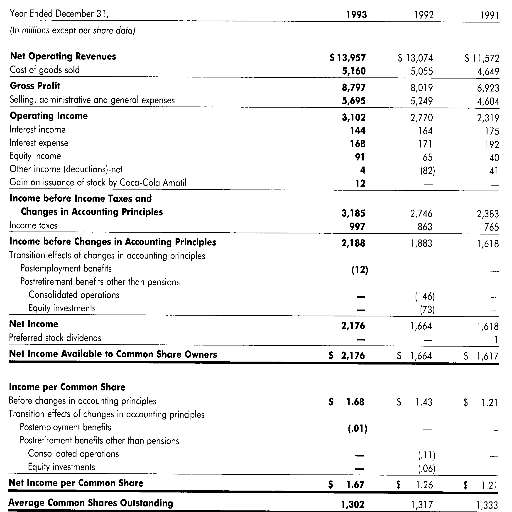 Year Ended December 31, 1993 1992 1991
(In millions except per share data)
Net Operating Revenues $13,957 $13,074 $11,572
Cost of goods sold 5,160 5,055 4,649
Gross Profit 8,797 8,019 6,923
Selling, administrative and general expenses 5,695 5,249 4,604
Operating Income 3,102 2,770 2,319
Interest income 144 164 175
Interest expense 168 171 192
Equity income 91 65 40
Other income (deductions)-net 4 (82) 41
Gain on issuance of stock by Coca-Cola Amatil 12 — —
Income before Income Taxes and
Changes in Accounting Principles 3,185 2,746 2,383
Income taxes 997 863 765
Income before Changes in Accounting Principles 2,188 1,883 1,618
Transition effects of changes in accounting principles
Postemployment benefits (12) — —
Postretirement benefits other than pensions
Consolidated operations — (146) –
Equity investments — (73) –
Net Income 2,176 1,664 1,618
Preferred stock dividends — — 1
Net Income Available to Common Share Owners $ 2,176 $ 1,664 $ 1,617
Income per Common Share
Before changes in accounting principles $ 1.68 $ 1.43 $ 1.21
Transition effects of changes in accounting principles
Postemployment benefits (.01) — –
Postretirement benefits other than pensions
Consolidated operations — (.11) –
Equity investments — (.06) –
Net Income per Common Share $ 1.67 $ 1.26 $
Average Common Shares Outstanding 1,302 1,317 1,333